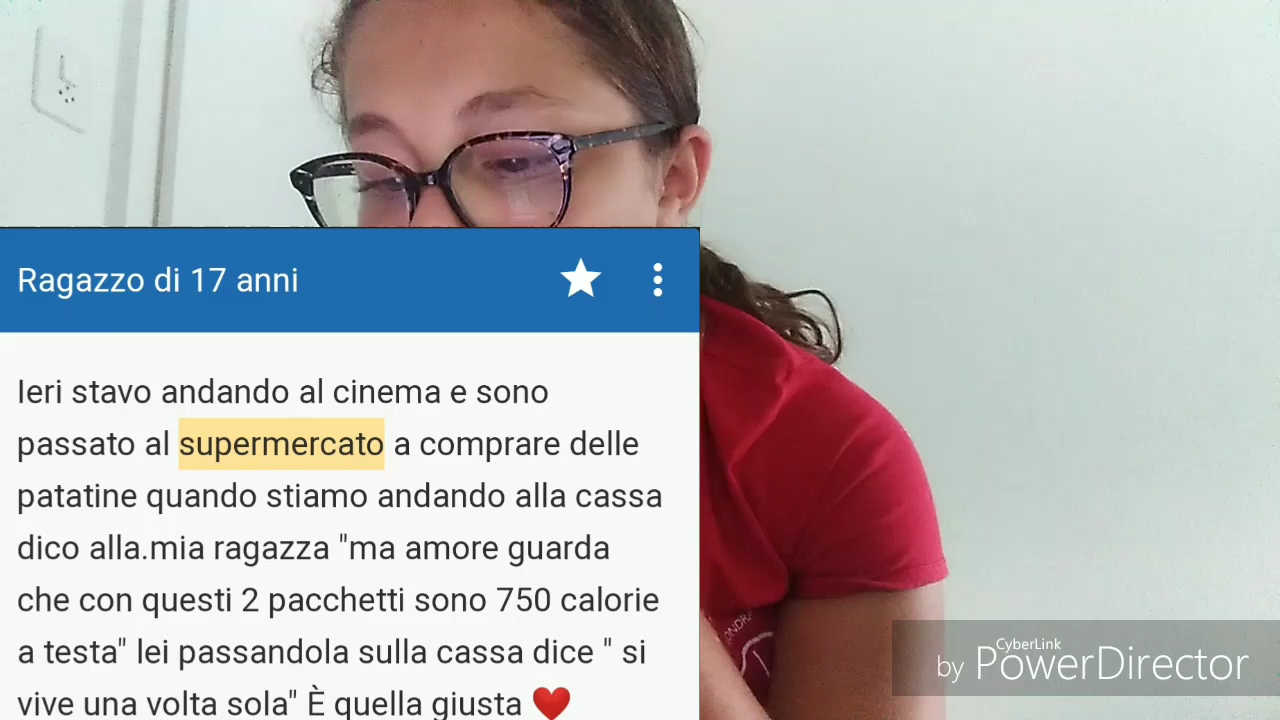 Ragazzo di 17 anni
Ieri stavo andando al cinema e sono
passato al supermercato a comprare delle
patatine quando stiamo andando alla cassa
dico alla.mia ragazza "ma amore guarda
che con questi 2 pacchetti sono 750 calorie
a testa" lei passandola sulla cassa dice " si
vive una volta sola" È quella giusta ❤️
CyberLink
by PowerDirector